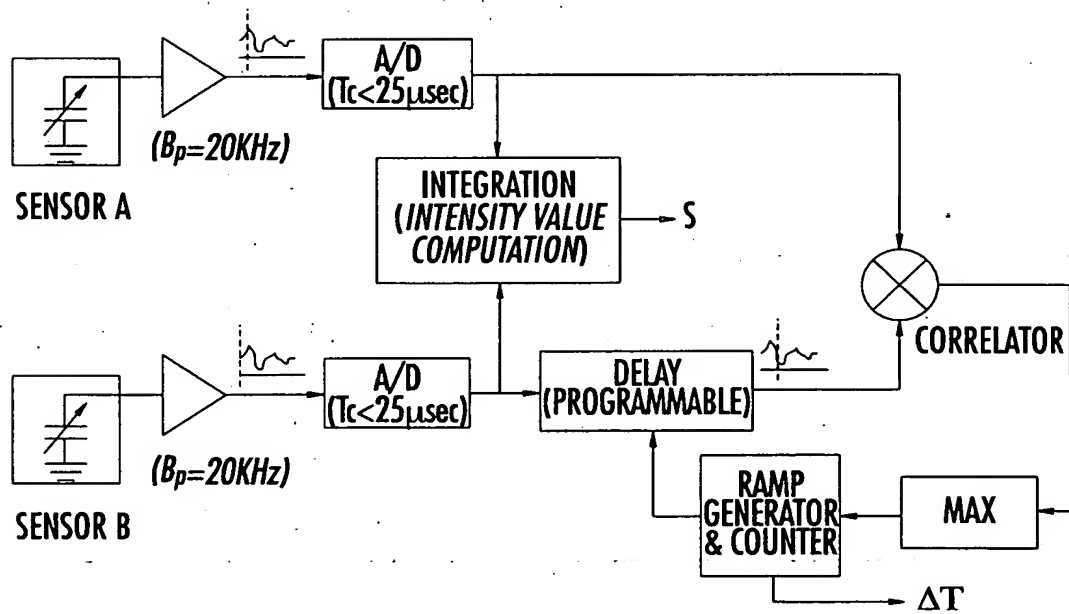 A/D
(Tc<25µsec)
(Bp=20KHz)
SENSOR A
INTEGRATION
(INTENSITY VALUE
COMPUTATION)
S
CORRELATOR
A/D
(Tc<25µsec)
DELAY
(PROGRAMMABLE)
(Bp=20KHz)
SENSOR B
RAMP
GENERATOR
& COUNTER
MAX
ΔT